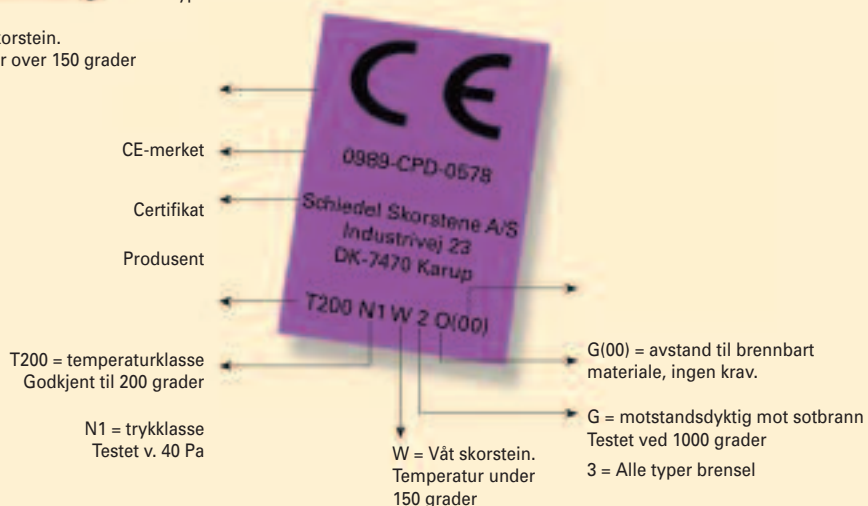 skorstein.
r over 150 grader
CE
CE-merket
0989-CPD-0578
Certifikat
Schiedel Skorstene A/S
Industrivej 23
DK-7470 Karup
Produsent
T200 N1 W 2 O(00)
T200 = temperaturklasse
Godkjent til 200 grader
N1 = trykklasse
Testet v. 40 Pa
W = Våt skorstein.
Temperatur under
150 grader
G(00) = avstand til brennbart
materiale, ingen krav.
G = motstandsdyktig mot sotbrann
Testet ved 1000 grader
3 = Alle typer brensel